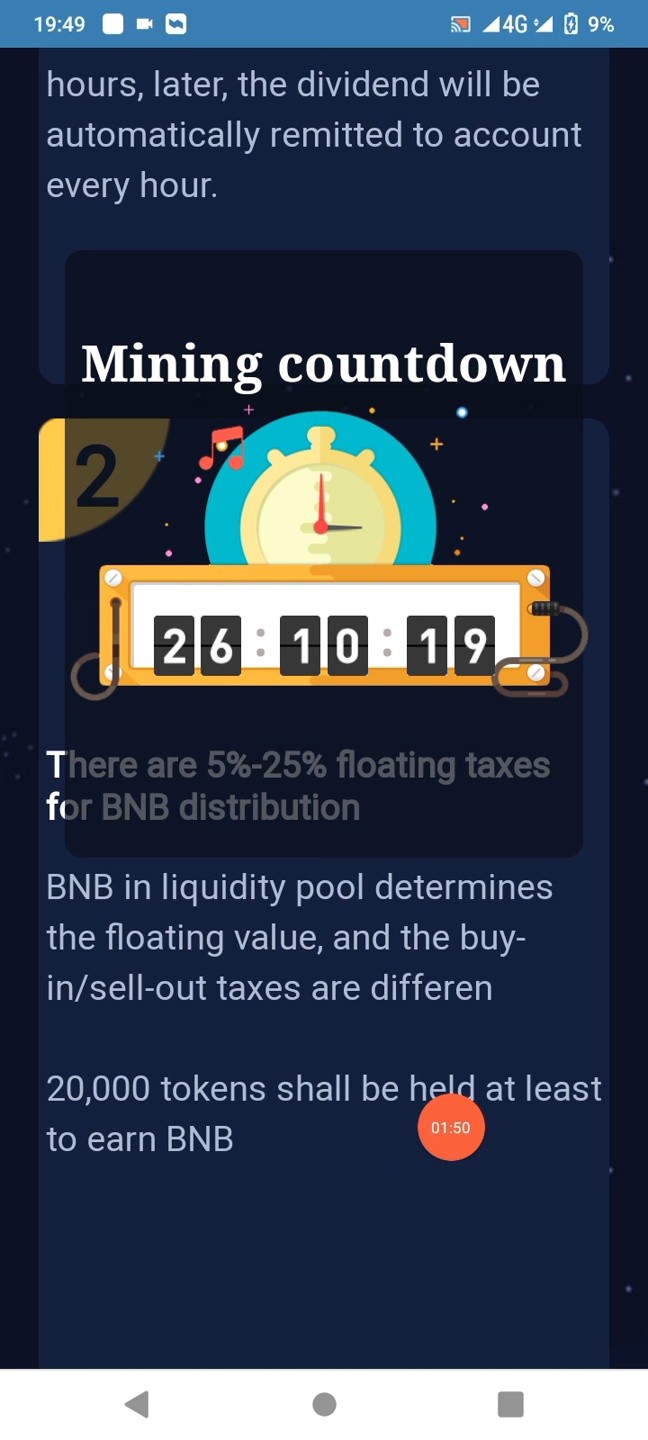 19:49 4G 9%
hours, later, the dividend will be
automatically remitted to account
every hour.
Mining countdown
2
26:10:19
There are 5%-25% floating taxes
for BNB distribution
BNB in liquidity pool determines
the floating value, and the buy-
in/sell-out taxes are differen
20,000 tokens shall be held at least
to earn BNB
01:50